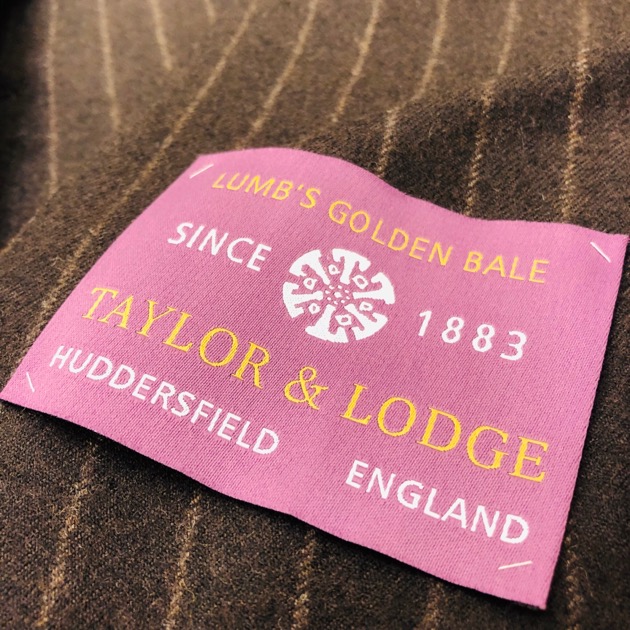 LUMB'S GOLDEN BALE
SINCE 1883
TAYLOR & LODGE
HUDDERSFIELD ENGLAND